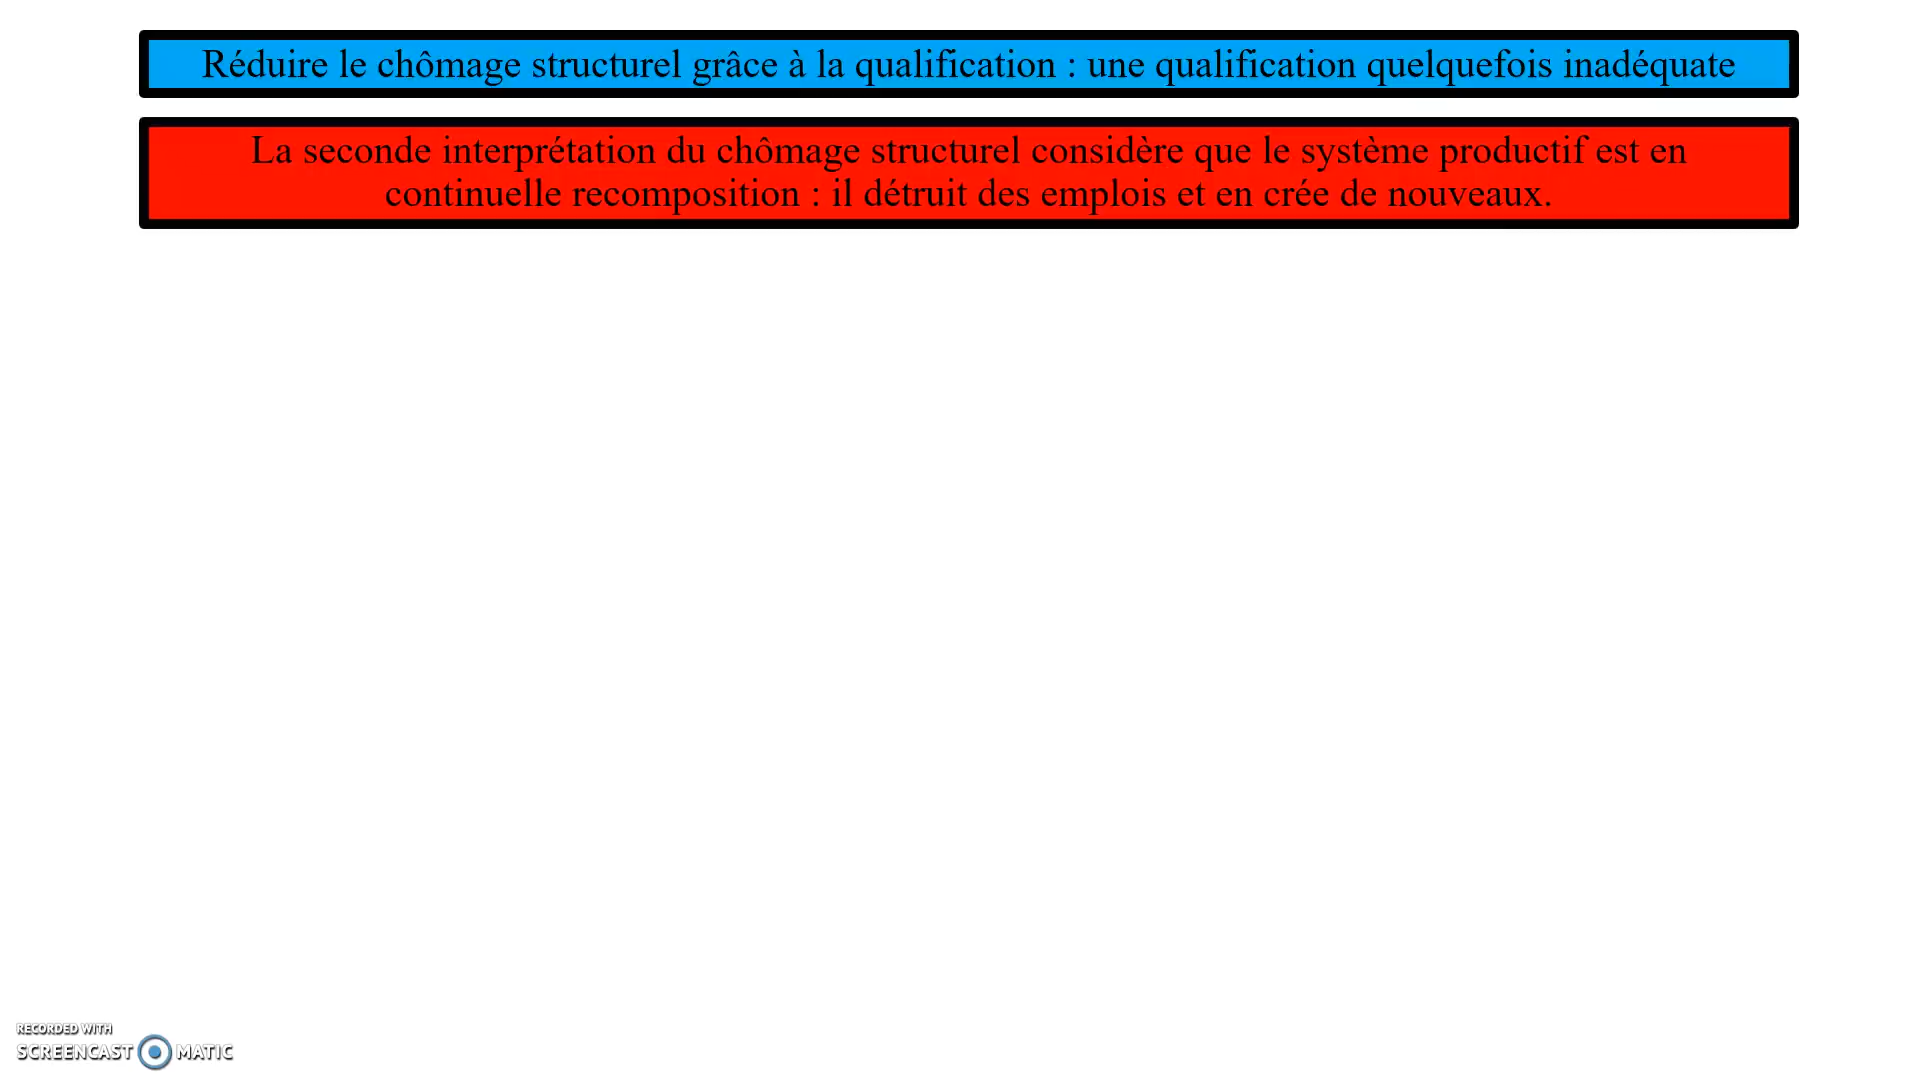 Réduire le chômage structurel grâce à la qualification : une qualification quelquefois inadéquate
La seconde interprétation du chômage structurel considère que le système productif est en
continuelle recomposition : il détruit des emplois et en crée de nouveaux.
RECORDED WITH
SCREENCAST MATIC